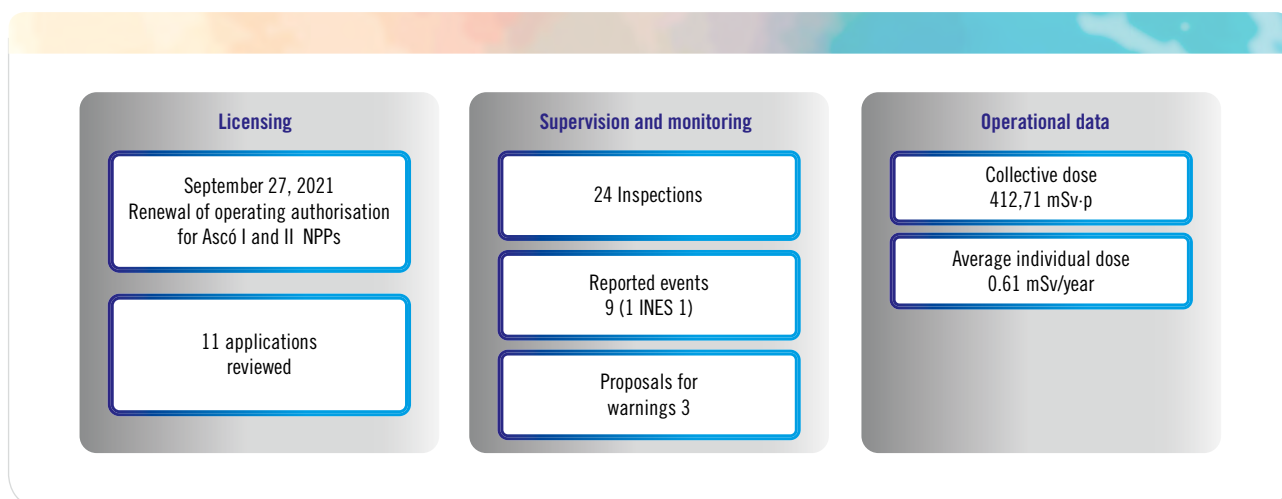 Licensing
September 27, 2021
Renewal of operating authorisation
for Ascó I and II NPPs
11 applications
reviewed
Supervision and monitoring
24 Inspections
Reported events
9 (1 INES 1)
Proposals for
warnings 3
Operational data
Collective dose
412,71 mSv·p
Average individual dose
0.61 mSv/year